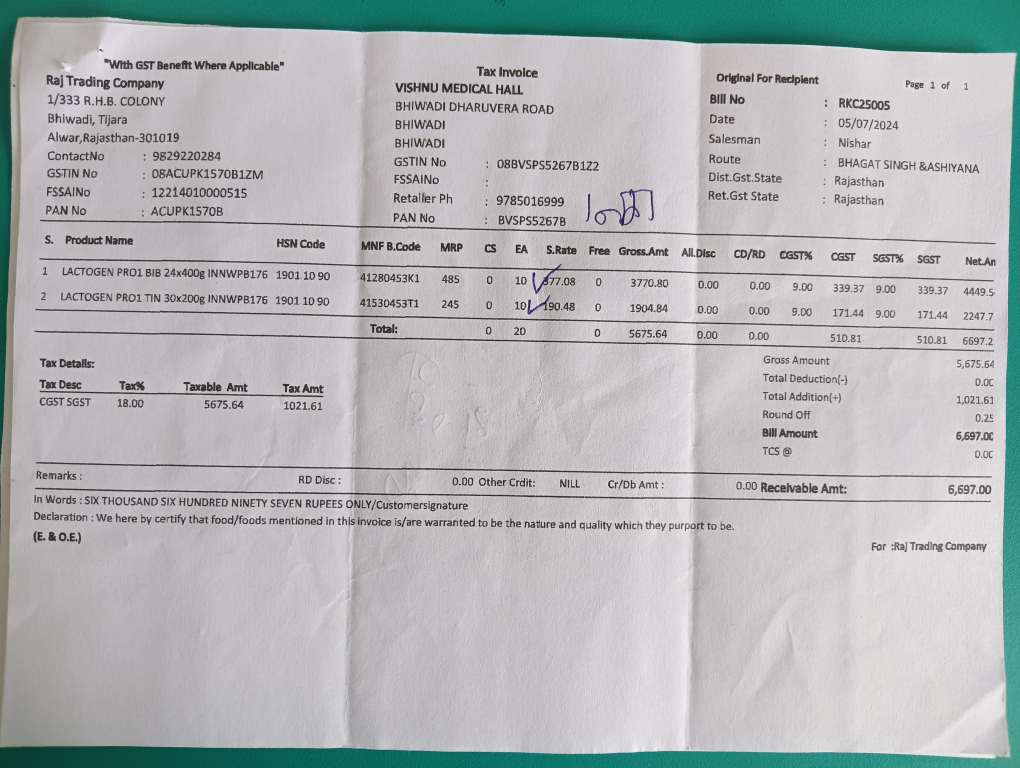 "With GST Benefit Where Applicable"
Raj Trading Company
1/333 R.H.B. COLONY
Bhiwadi, Tijara
Alwar,Rajasthan-301019
ContactNo : 9829220284
GSTIN No : 08ACUPK1570B1ZM
FSSAINo : 12214010000515
PAN No : ACUPK1570B
Tax Invoice
VISHNU MEDICAL HALL
BHIWADI DHARUVERA ROAD
BHIWADI
BHIWADI
GSTIN No : 08BVSPS5267B1Z2
FSSAINo :
Retailer Ph : 9785016999
PAN No : BVSPS5267B
Original For Recipient Page 1 of 1
Bill No : RKC25005
Date : 05/07/2024
Salesman : Nishar
Route : BHAGAT SINGH &ASHIYANA
Dist.Gst.State : Rajasthan
Ret.Gst State : Rajasthan
S. Product Name HSN Code MNF B.Code MRP CS EA S.Rate Free Gross.Amt All.Disc CD/RD CGST% CGST SGST% SGST Net.Am
1 LACTOGEN PRO1 BIB 24x400g INNWPB176 1901 10 90 41280453K1 485 0 10 377.08 0 3770.80 0.00 0.00 9.00 339.37 9.00 339.37 4449.5
2 LACTOGEN PRO1 TIN 30x200g INNWPB176 1901 10 90 41530453T1 245 0 10 190.48 0 1904.84 0.00 0.00 9.00 171.44 9.00 171.44 2247.7
Total: 0 20 0 5675.64 0.00 0.00 510.81 510.81 6697.2
Tax Details:
Tax Desc Tax% Taxable Amt Tax Amt
CGST SGST 18.00 5675.64 1021.61
Gross Amount 5,675.64
Total Deduction(-) 0.00
Total Addition(+) 1,021.61
Round Off 0.25
Bill Amount 6,697.00
TCS @ 0.00
Remarks : RD Disc : 0.00 Other Crdit: NILL Cr/Db Amt : 0.00 Receivable Amt: 6,697.00
In Words : SIX THOUSAND SIX HUNDRED NINETY SEVEN RUPEES ONLY/Customersignature
Declaration : We here by certify that food/foods mentioned in this invoice is/are warranted to be the nature and quality which they purport to be.
(E. & O.E.)
For :Raj Trading Company